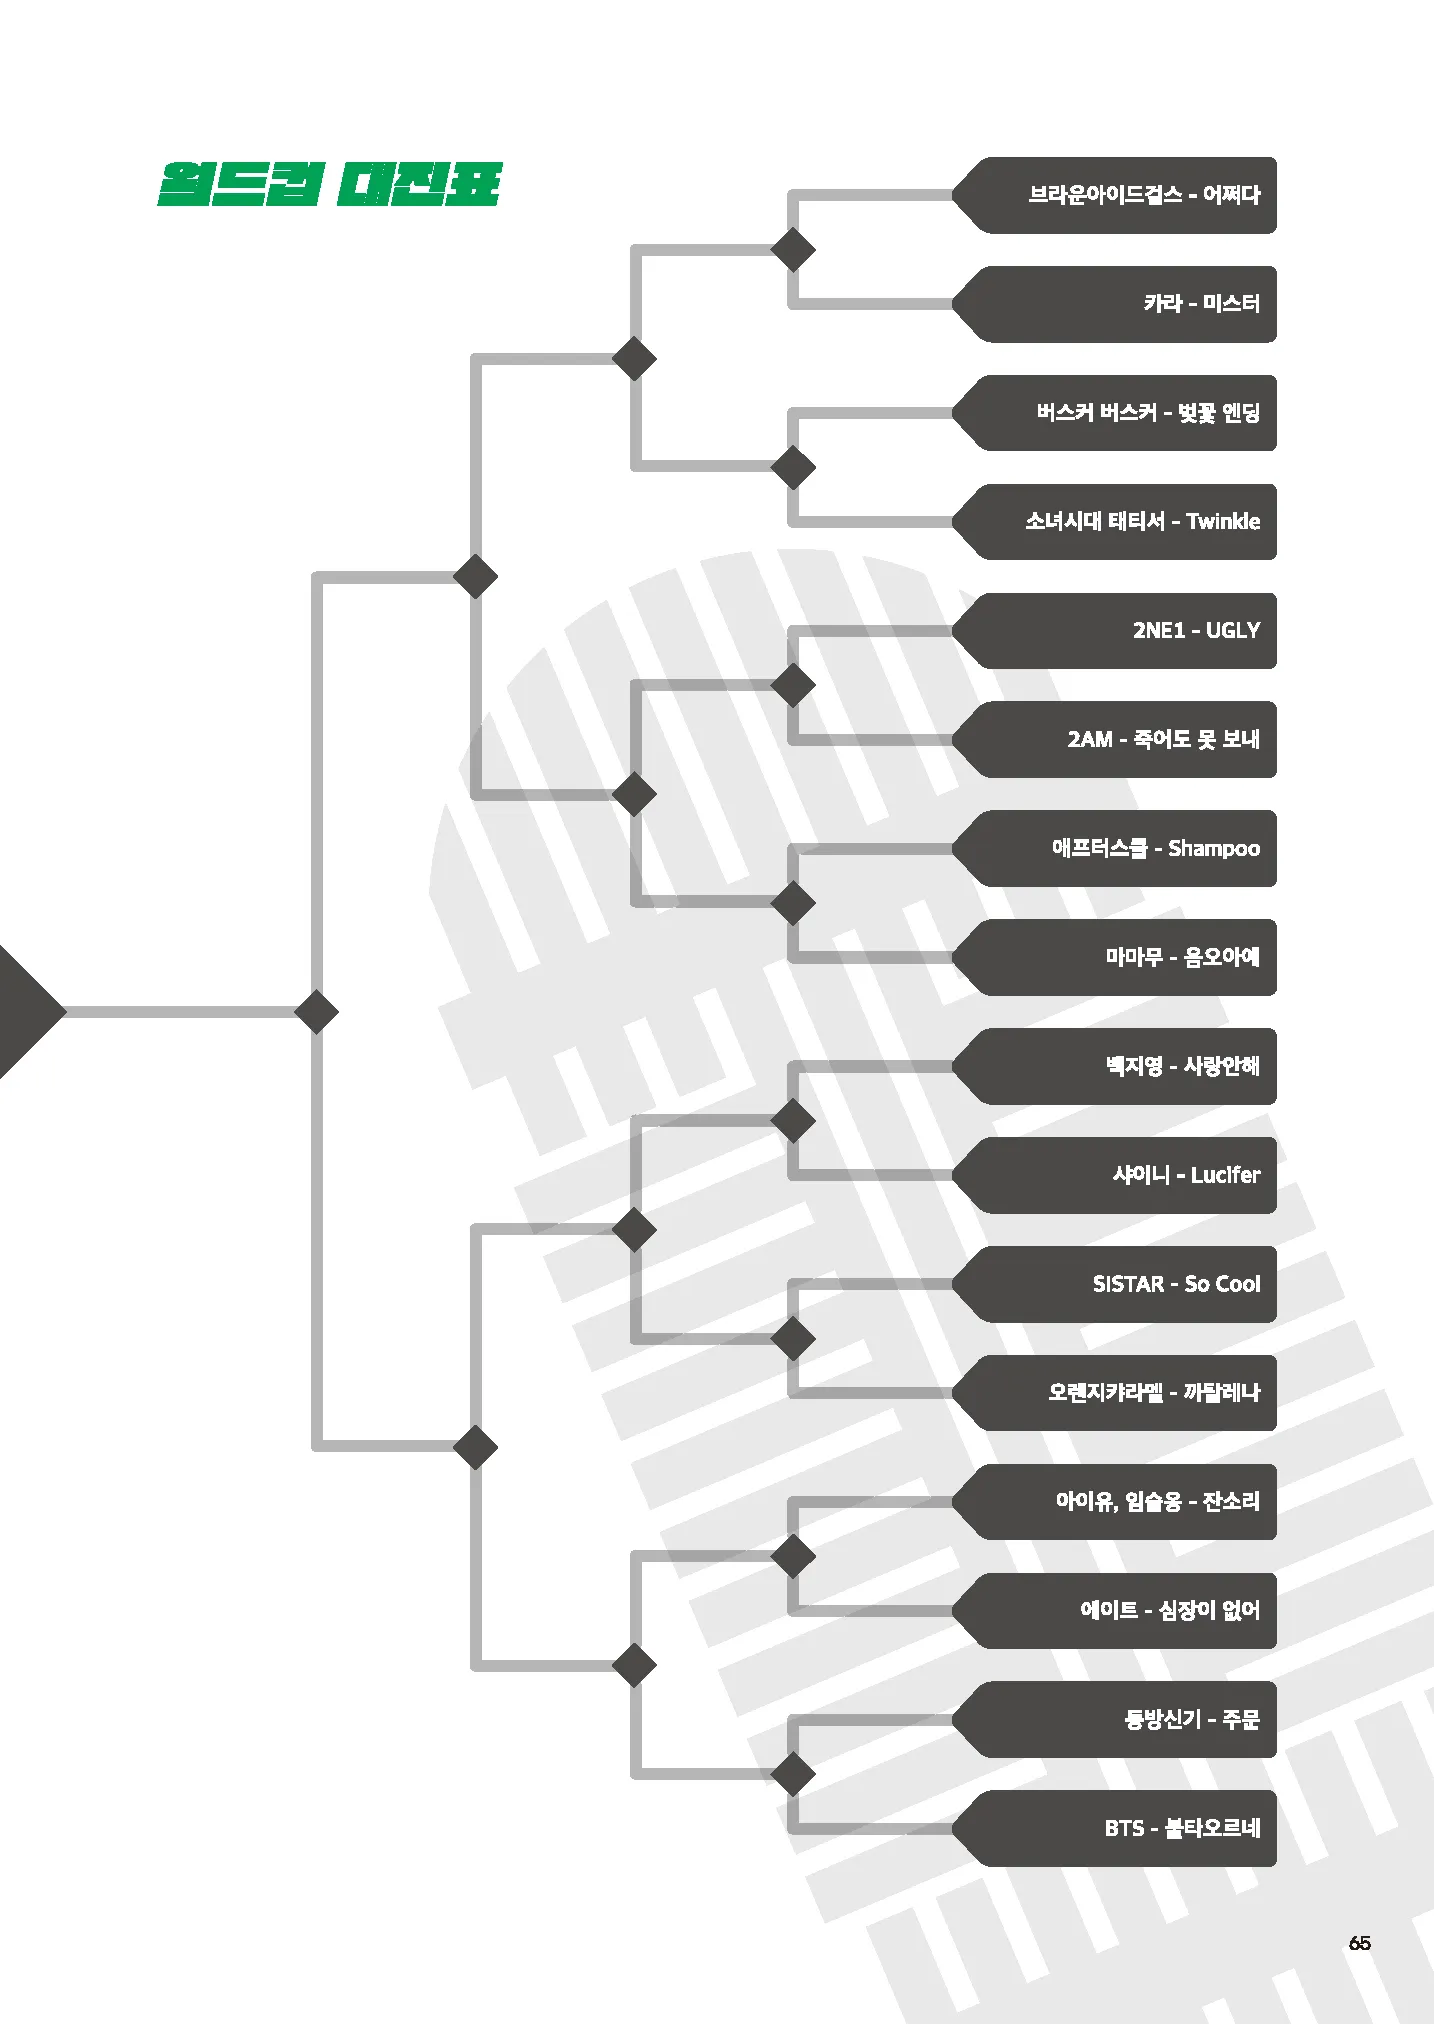 월드컵 대진표
브라운아이드걸스 - 어쩌다
카라 - 미스터
버스커 버스커 - 벚꽃 엔딩
소녀시대 태티서 - Twinkle
2NE1 - UGLY
2AM - 죽어도 못 보내
애프터스쿨 - Shampoo
마마무 - 음오아예
백지영 - 사랑안해
샤이니 - Lucifer
SISTAR - So Cool
오렌지캬라멜 - 까탈레나
아이유, 임슬옹 - 잔소리
에이트 - 심장이 없어
동방신기 - 주문
BTS - 불타오르네
65